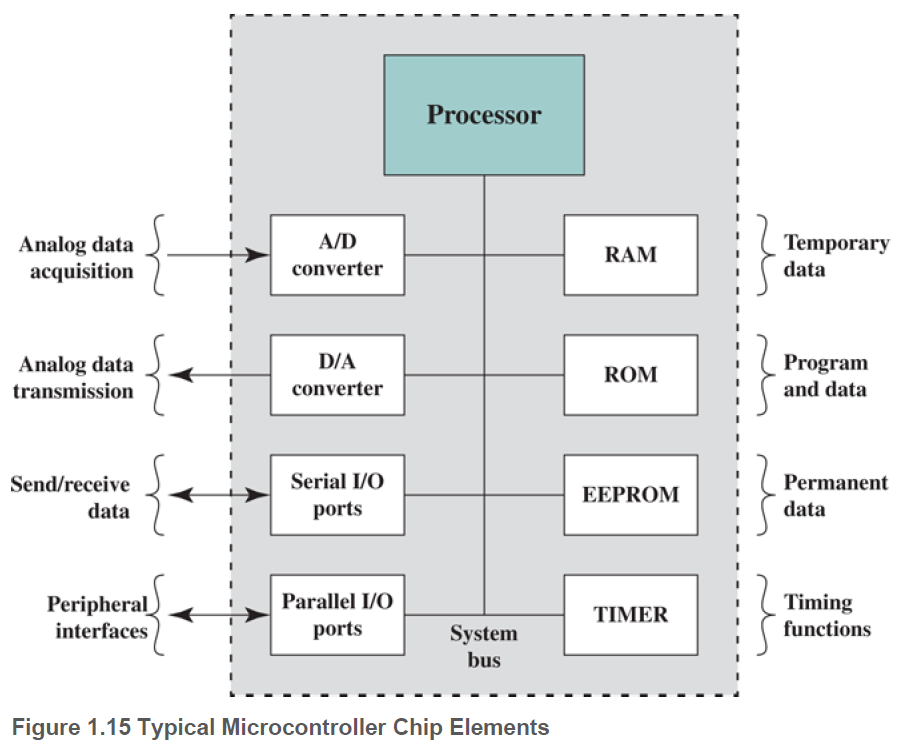 Processor
Analog data
acquisition
A/D
converter
RAM
Temporary
data
Analog data
transmission
D/A
converter
ROM
Program
and data
Send/receive
data
Serial I/O
ports
EEPROM
Permanent
data
Peripheral
interfaces
Parallel I/O
ports
System
bus
TIMER
Timing
functions
Figure 1.15 Typical Microcontroller Chip Elements